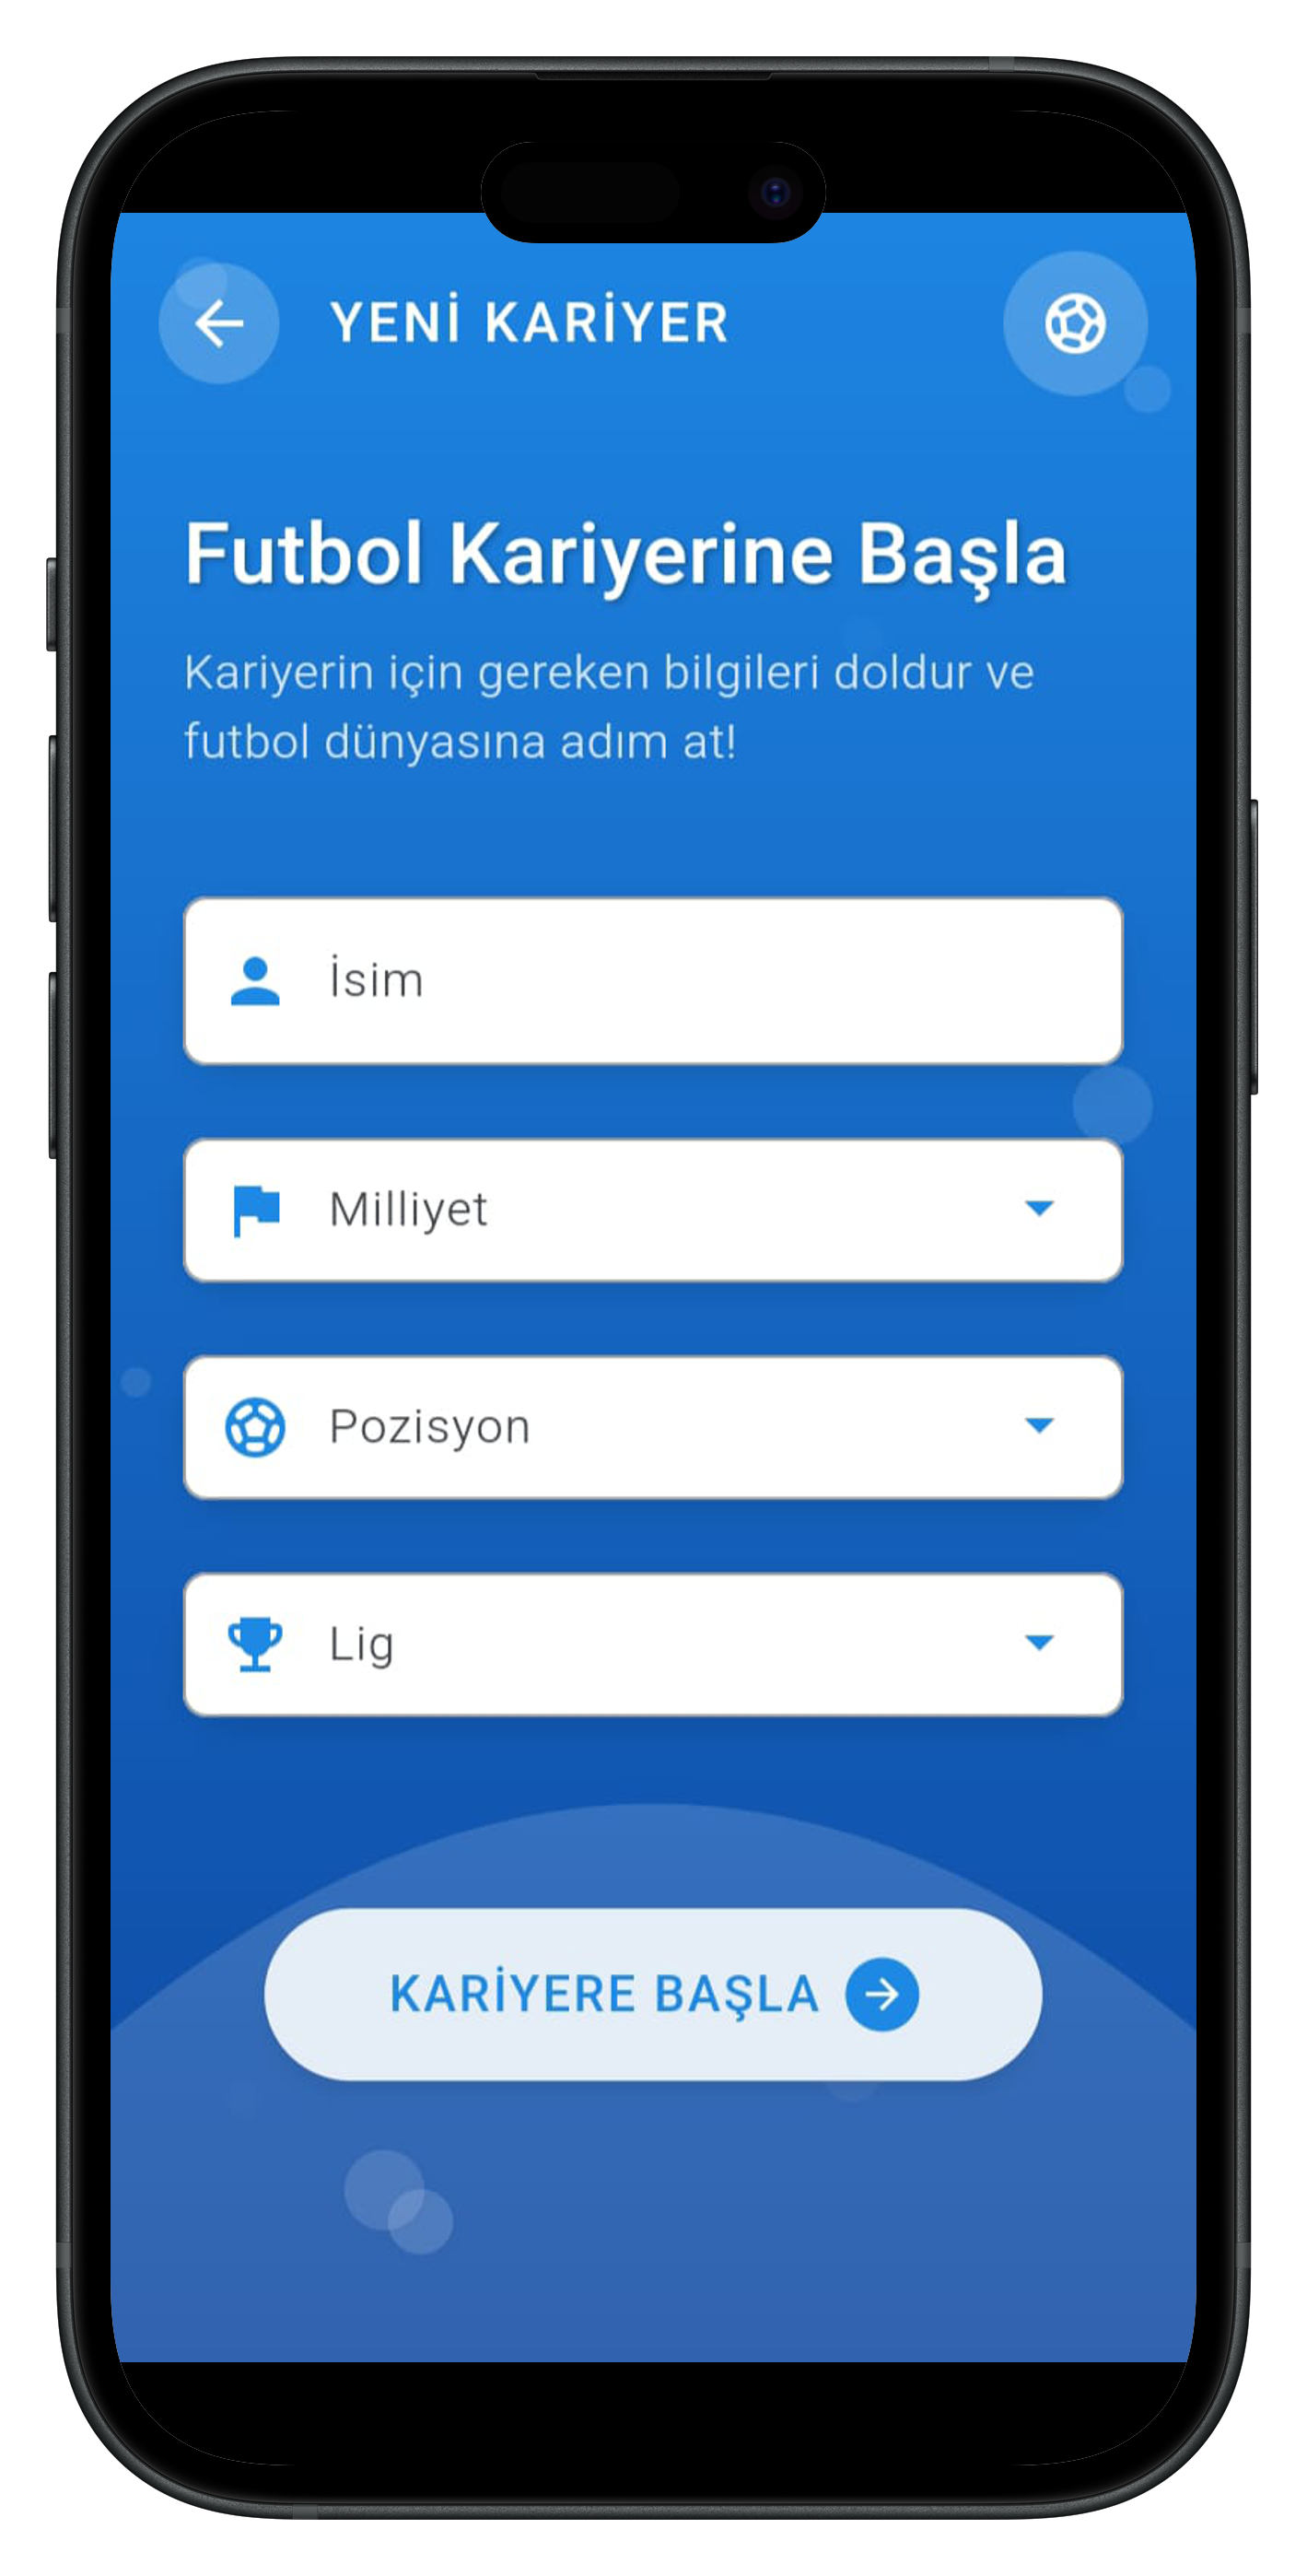 YENİ KARİYER
Futbol Kariyerine Başla
Kariyerin için gereken bilgileri doldur ve
futbol dünyasına adım at!
İsim
Milliyet
Pozisyon
Lig
KARİYERE BAŞLA